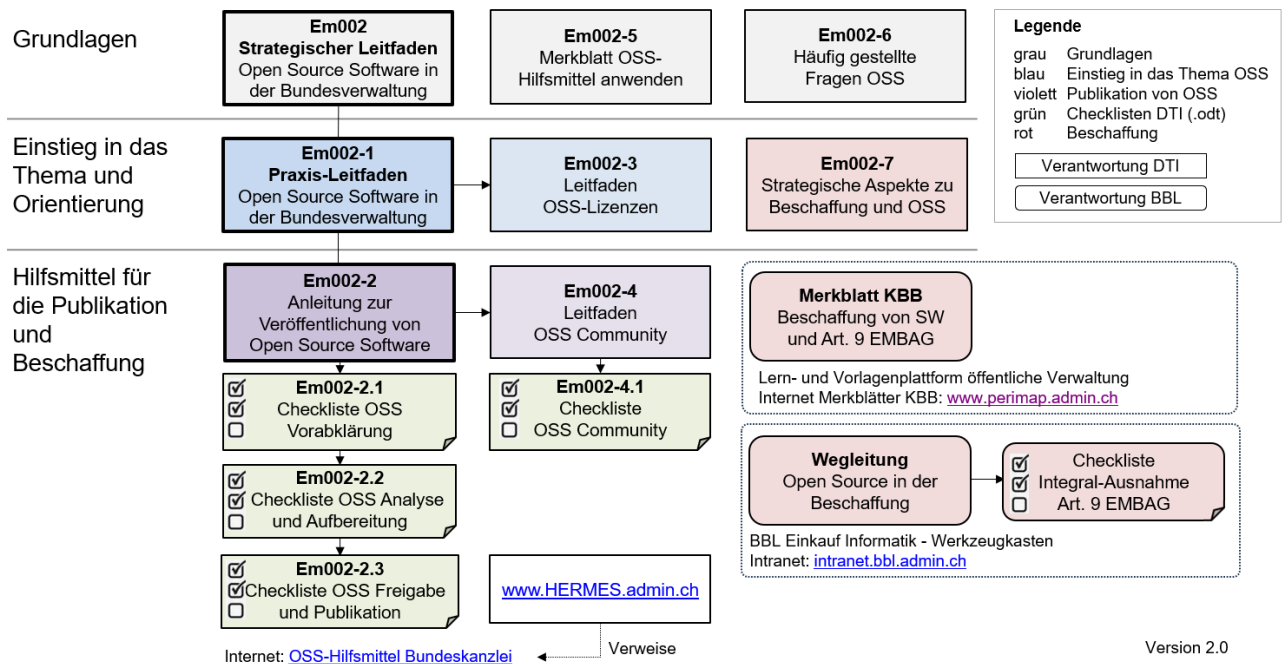 Grundlagen
Em002
Strategischer Leitfaden
Open Source Software in
der Bundesverwaltung
Em002-5
Merkblatt OSS-
Hilfsmittel anwenden
Em002-6
Häufig gestellte
Fragen OSS
Legende
grau Grundlagen
blau Einstieg in das Thema OSS
violett Publikation von OSS
grün Checklisten DTI (.odt)
rot Beschaffung
Verantwortung DTI
Verantwortung BBL
Einstieg in das
Thema und
Orientierung
Em002-1
Praxis-Leitfaden
Open Source Software in
der Bundesverwaltung
Em002-3
Leitfaden
OSS-Lizenzen
Em002-7
Strategische Aspekte zu
Beschaffung und OSS
Hilfsmittel für
die Publikation
und
Beschaffung
Em002-2
Anleitung zur
Veröffentlichung von
Open Source Software
Em002-4
Leitfaden
OSS Community
Em002-2.1
Checkliste OSS
Vorabklärung
Em002-4.1
Checkliste
OSS Community
Em002-2.2
Checkliste OSS Analyse
und Aufbereitung
Em002-2.3
Checkliste OSS Freigabe
und Publikation
www.HERMES.admin.ch
Verweise
Internet: OSS-Hilfsmittel Bundeskanzlei
Merkblatt KBB
Beschaffung von SW
und Art. 9 EMBAG
Lern- und Vorlagenplattform öffentliche Verwaltung
Internet Merkblätter KBB: www.perimap.admin.ch
Wegleitung
Open Source in der
Beschaffung
Checkliste
Integral-Ausnahme
Art. 9 EMBAG
BBL Einkauf Informatik - Werkzeugkasten
Intranet: intranet.bbl.admin.ch
Version 2.0